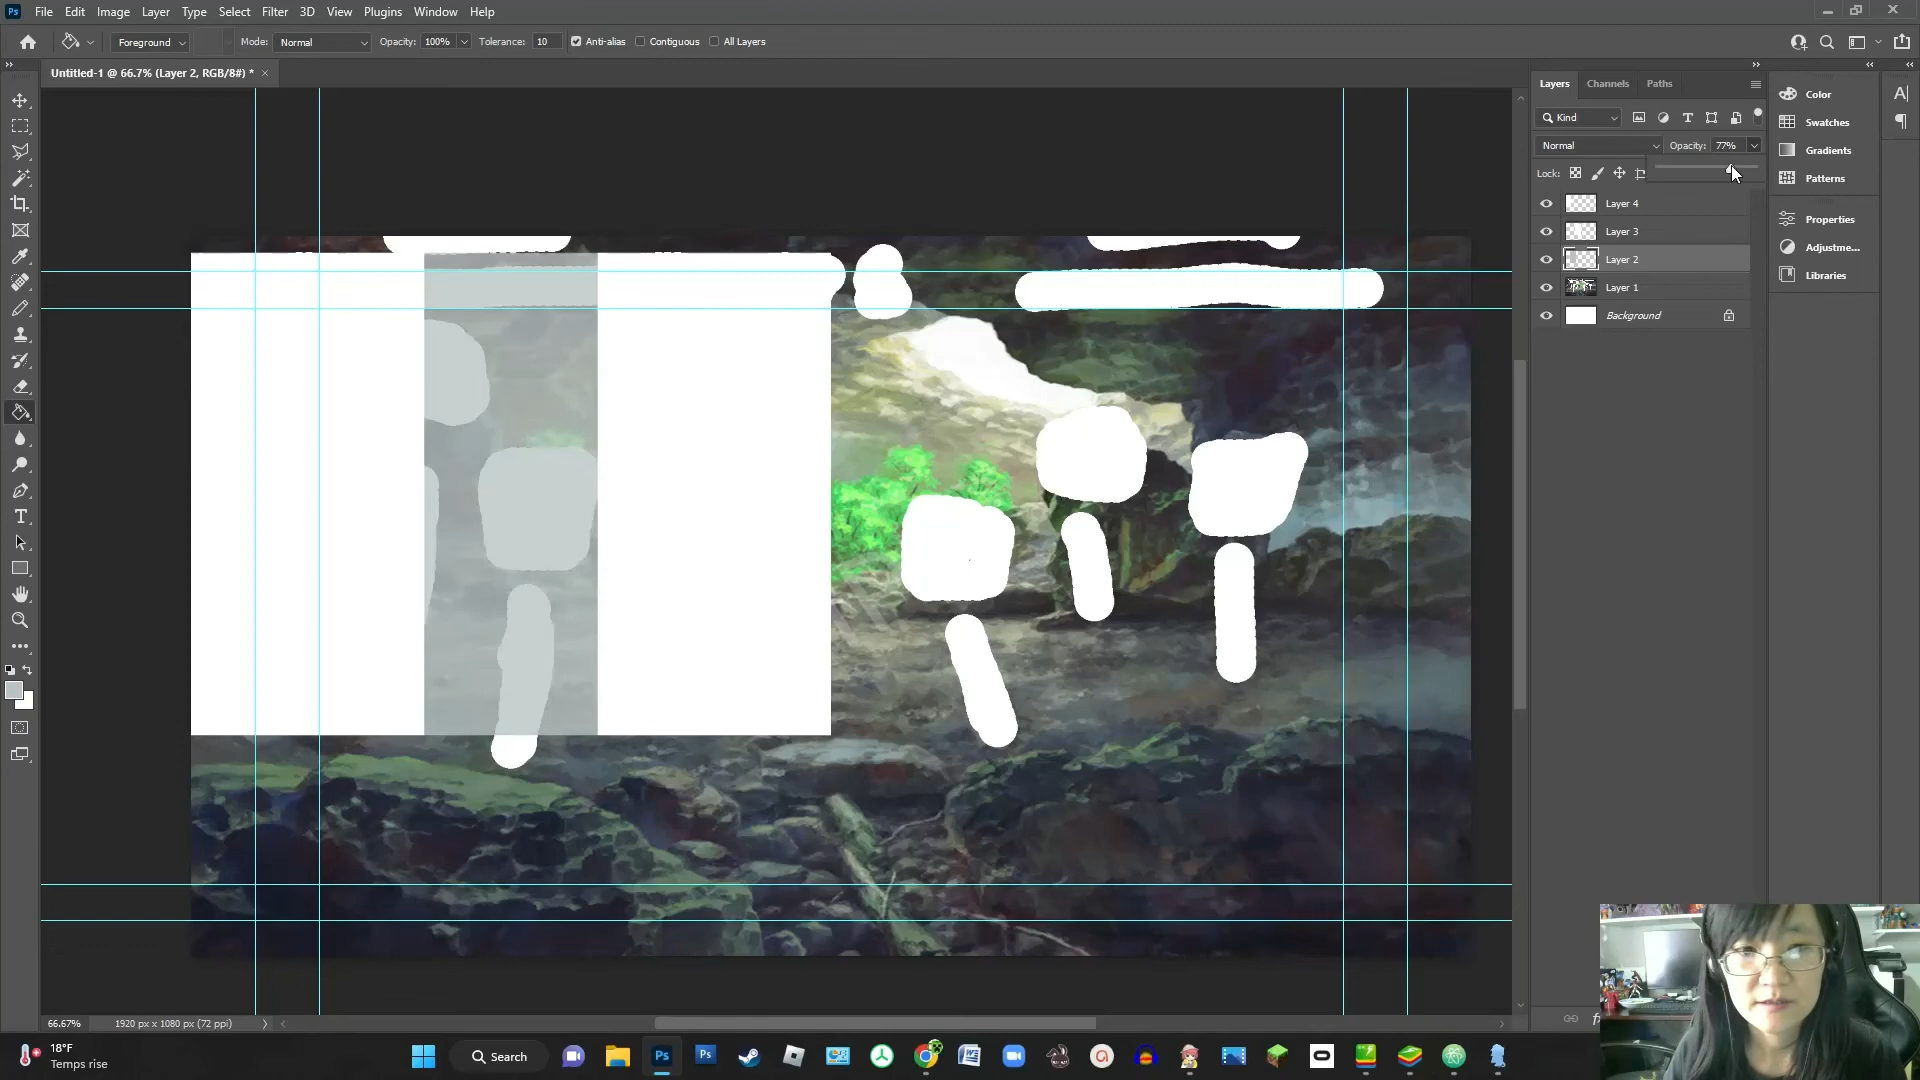 Ps File Edit Image Layer Type Select Filter 3D View Plugins Window Help
Foreground Mode: Normal Opacity: 100% Tolerance: 10 Anti-alias Contiguous All Layers
Untitled-1 @ 66.7% (Layer 2, RGB/8#) *
Layers Channels Paths
Kind
Normal Opacity: 77%
Lock:
Layer 4
Layer 3
Layer 2
Layer 1
Background
Color
Swatches
Gradients
Patterns
Properties
Adjustme...
Libraries
66.67% 1920 px x 1080 px (72 ppi)
18°F
Temps rise
Search